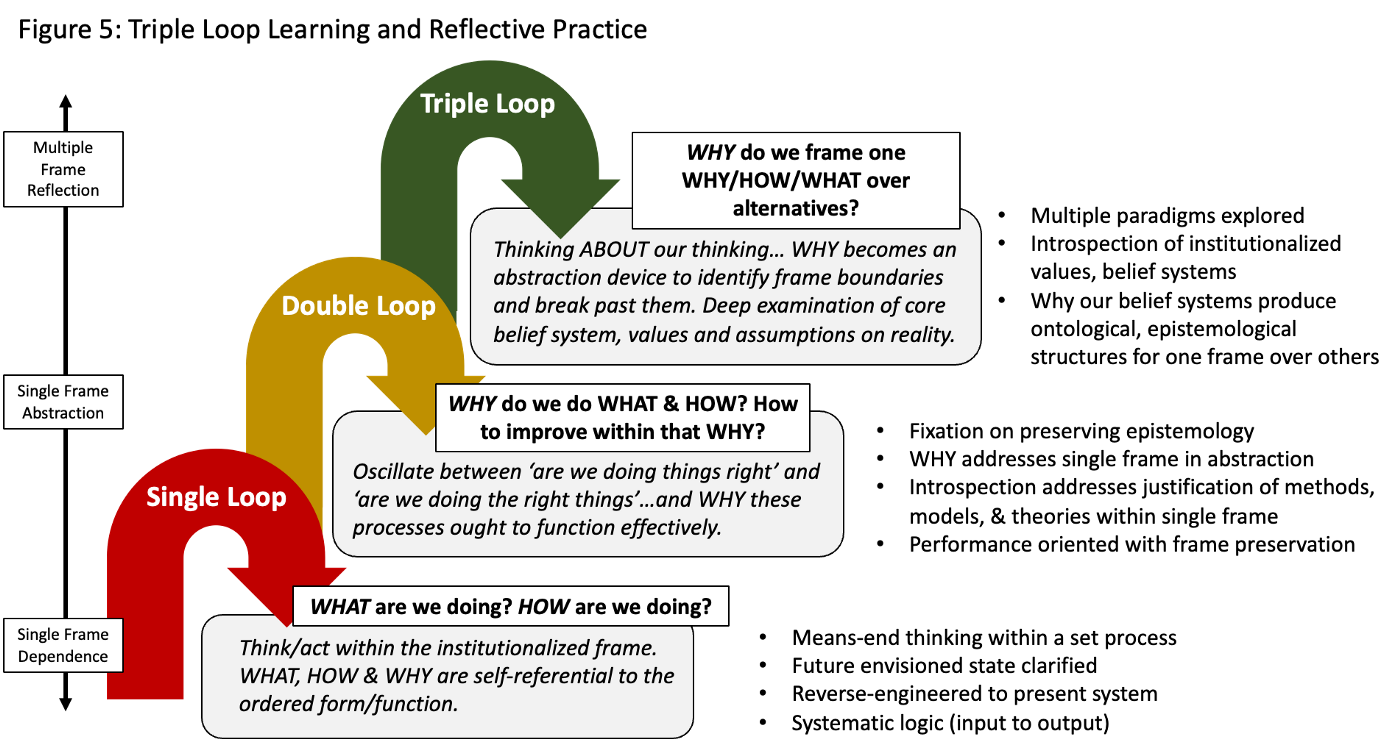 Figure 5: Triple Loop Learning and Reflective Practice
Multiple
Frame
Reflection
Triple Loop
WHY do we frame one
WHY/HOW/WHAT over
alternatives?
Thinking ABOUT our thinking… WHY becomes an
abstraction device to identify frame boundaries
and break past them. Deep examination of core
belief system, values and assumptions on reality.
• Multiple paradigms explored
• Introspection of institutionalized
values, belief systems
• Why our belief systems produce
ontological, epistemological
structures for one frame over others
Single Frame
Abstraction
Double Loop
WHY do we do WHAT & HOW? How
to improve within that WHY?
Oscillate between ‘are we doing things right’ and
‘are we doing the right things’…and WHY these
processes ought to function effectively.
• Fixation on preserving epistemology
• WHY addresses single frame in abstraction
• Introspection addresses justification of methods,
models, & theories within single frame
• Performance oriented with frame preservation
Single Frame
Dependence
Single Loop
WHAT are we doing? HOW are we doing?
Think/act within the institutionalized frame.
WHAT, HOW & WHY are self-referential to the
ordered form/function.
• Means-end thinking within a set process
• Future envisioned state clarified
• Reverse-engineered to present system
• Systematic logic (input to output)